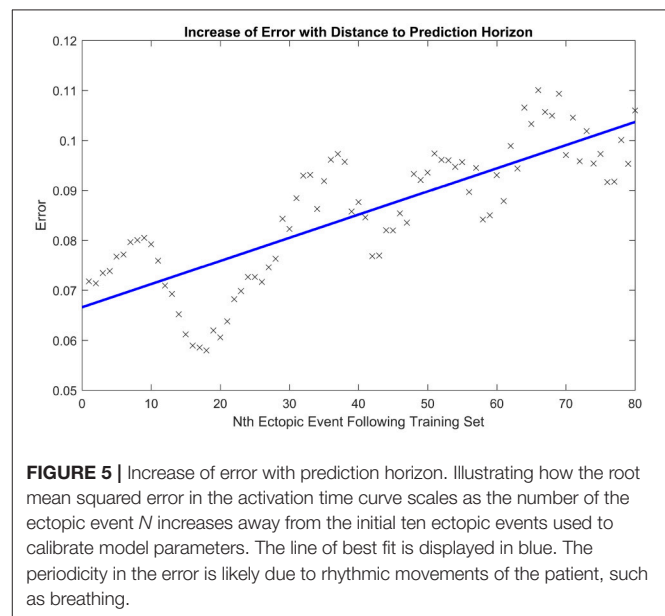 Increase of Error with Distance to Prediction Horizon
0.12
0.11
0.1
0.09
0.08
0.07
0.06
0.05
Error
0 10 20 30 40 50 60 70 80
Nth Ectopic Event Following Training Set
FIGURE 5 | Increase of error with prediction horizon. Illustrating how the root
mean squared error in the activation time curve scales as the number of the
ectopic event N increases away from the initial ten ectopic events used to
calibrate model parameters. The line of best fit is displayed in blue. The
periodicity in the error is likely due to rhythmic movements of the patient, such
as breathing.